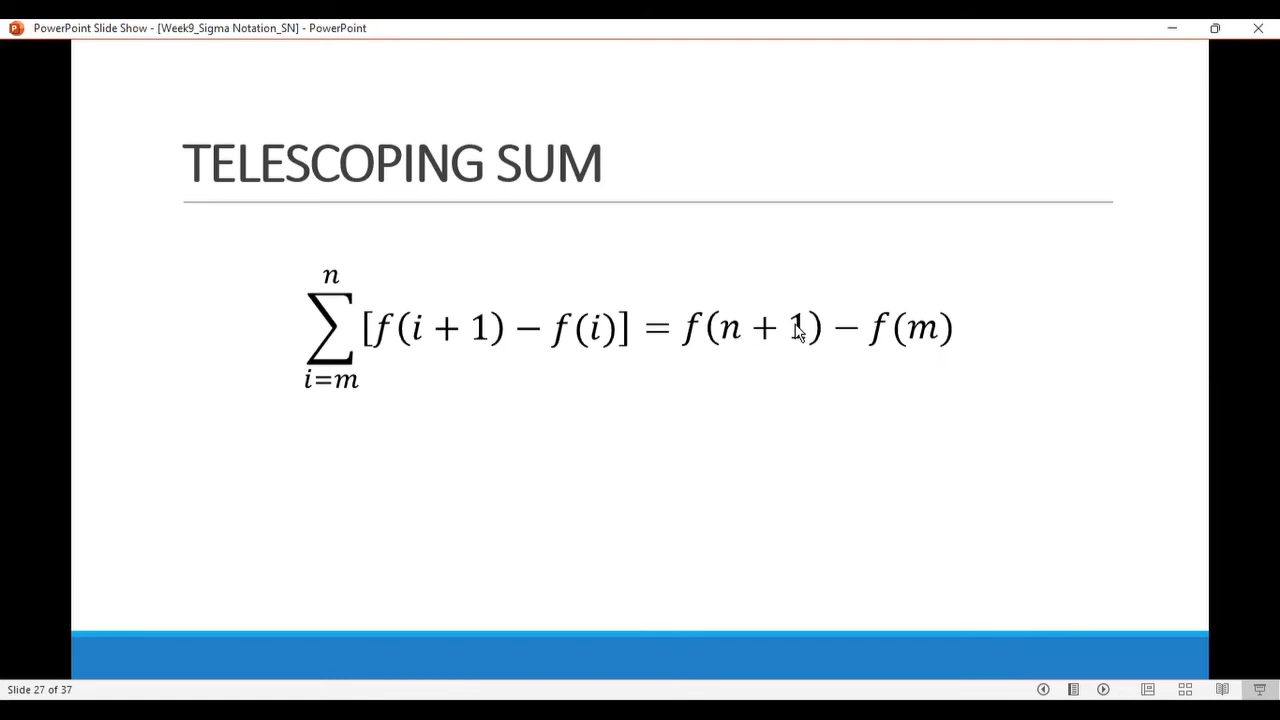 PowerPoint Slide Show - [Week9_Sigma Notation_SN] - PowerPoint
TELESCOPING SUM
n
∑ [f(i + 1) − f(i)] = f(n + 1) − f(m)
i=m
Slide 27 of 37